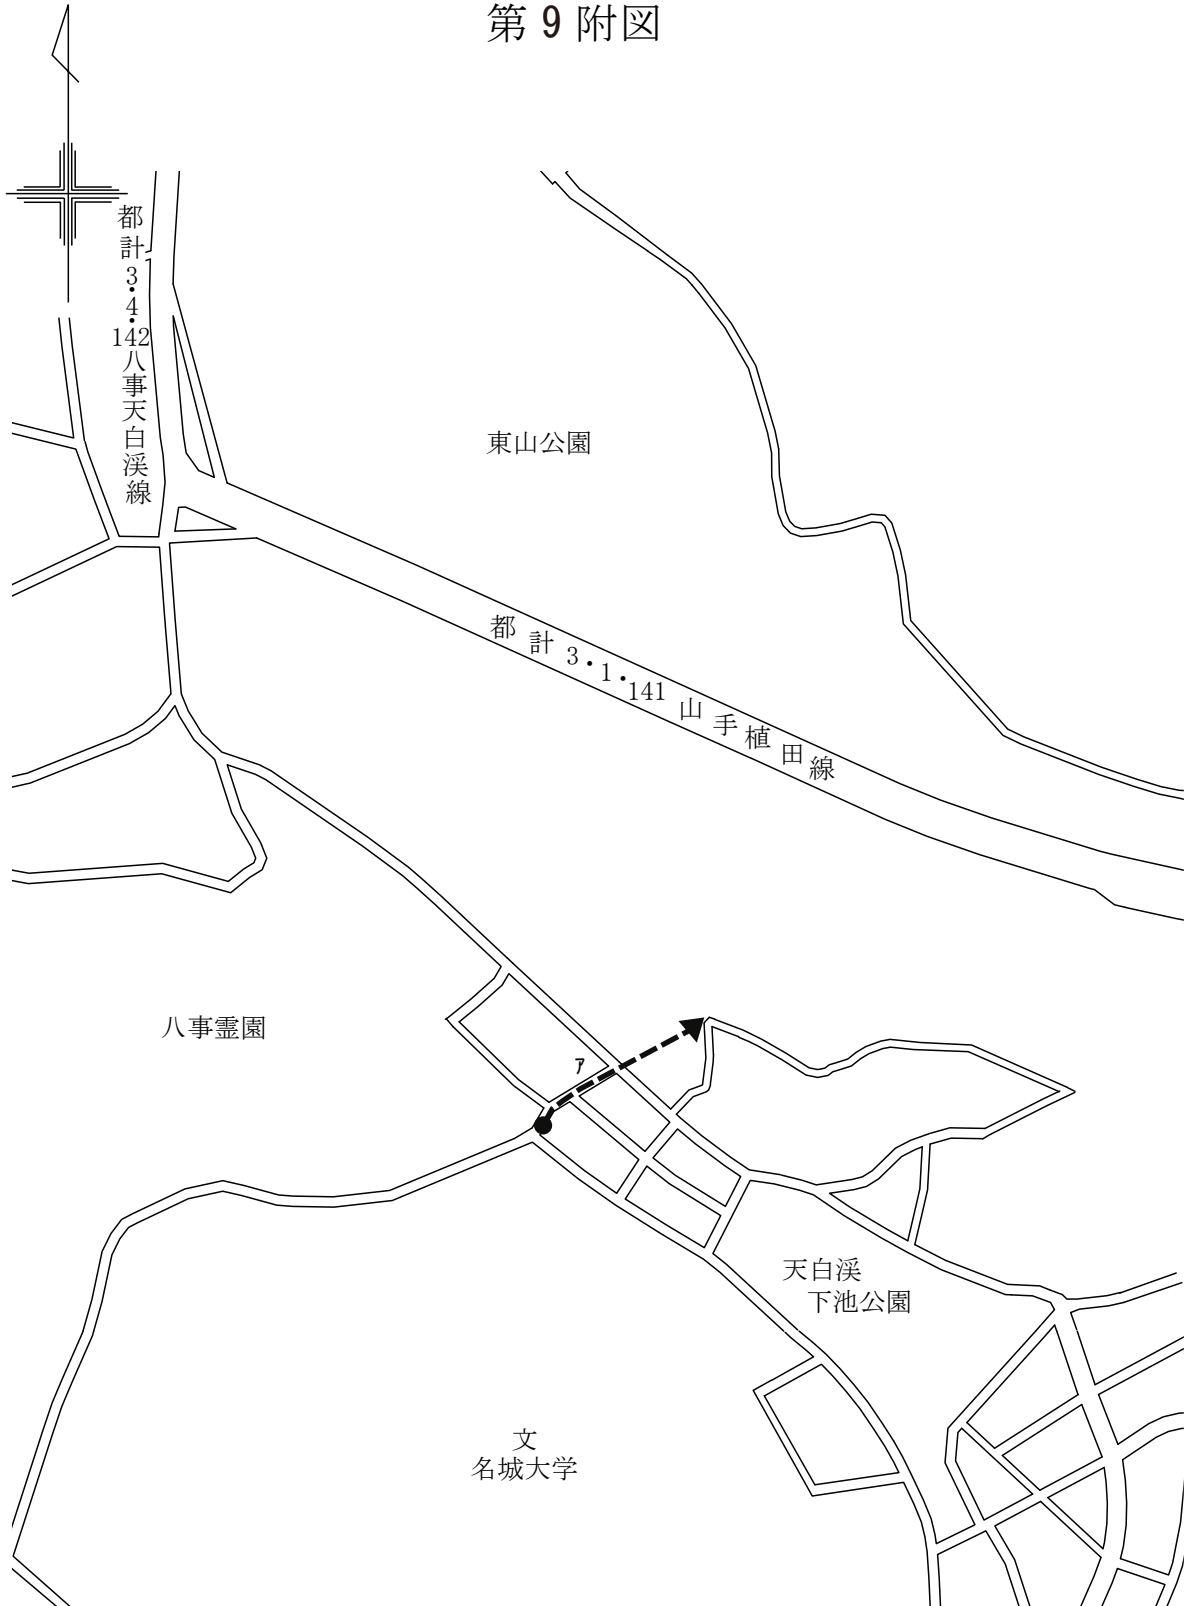 第９附図
都計３・４・142八事天白渓線
東山公園
都計３・１・141山手植田線
八事霊園
ｱ
天白渓
下池公園
文
名城大学